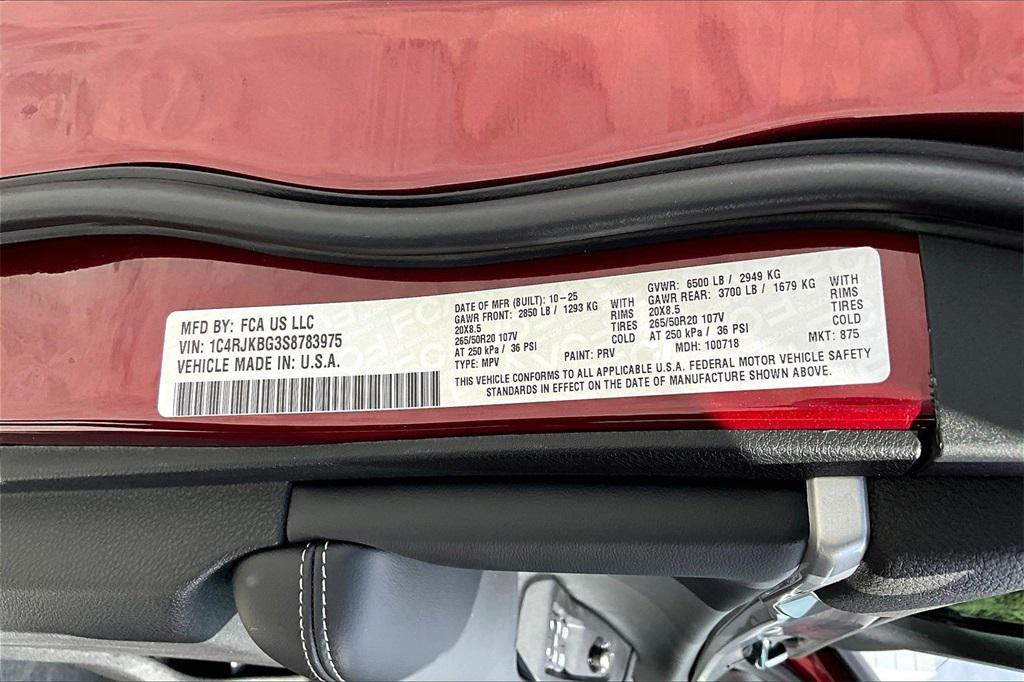 MFD BY: FCA US LLC
VIN: 1C4RJKBG3S8783975
VEHICLE MADE IN: U.S.A.
DATE OF MFR (BUILT): 10-25
GAWR FRONT: 2850 LB / 1293 KG WITH
20X8.5 RIMS
265/50R20 107V TIRES
AT 250 kPa / 36 PSI COLD
TYPE: MPV PAINT: PRV
GVWR: 6500 LB / 2949 KG
GAWR REAR: 3700 LB / 1679 KG WITH
20X8.5 RIMS
265/50R20 107V TIRES
AT 250 kPa / 36 PSI COLD
MDH: 100718 MKT: 875
THIS VEHICLE CONFORMS TO ALL APPLICABLE U.S.A. FEDERAL MOTOR VEHICLE SAFETY
STANDARDS IN EFFECT ON THE DATE OF MANUFACTURE SHOWN ABOVE.